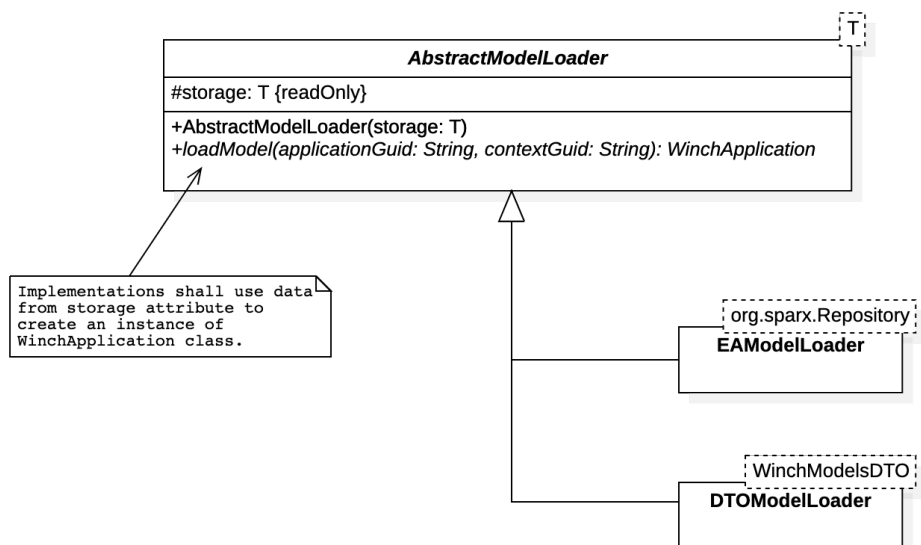 T
AbstractModelLoader
#storage: T {readOnly}
+AbstractModelLoader(storage: T)
+loadModel(applicationGuid: String, contextGuid: String): WinchApplication
Implementations shall use data
from storage attribute to
create an instance of
WinchApplication class.
org.sparx.Repository
EAModelLoader
WinchModelsDTO
DTOModelLoader